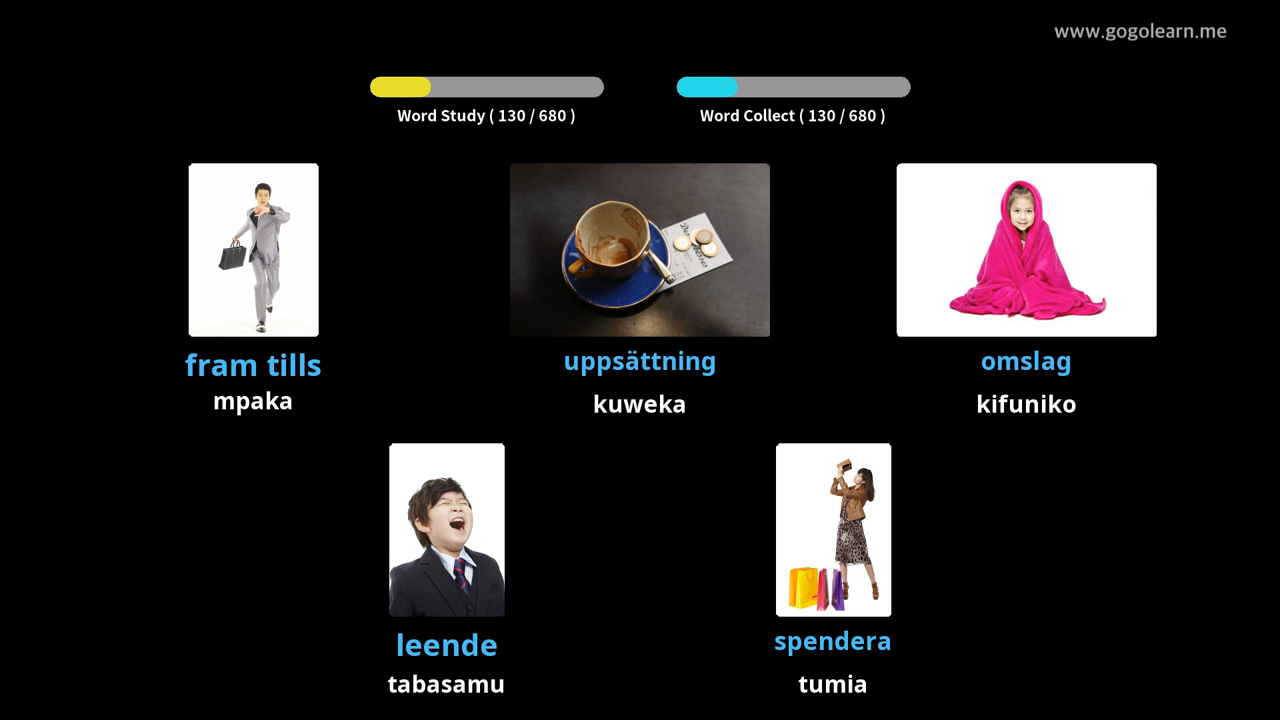 www.gogolearn.me
Word Study ( 130 / 680 )
Word Collect ( 130 / 680 )
fram tills
mpaka
uppsättning
kuweka
omslag
kifuniko
leende
tabasamu
spendera
tumia